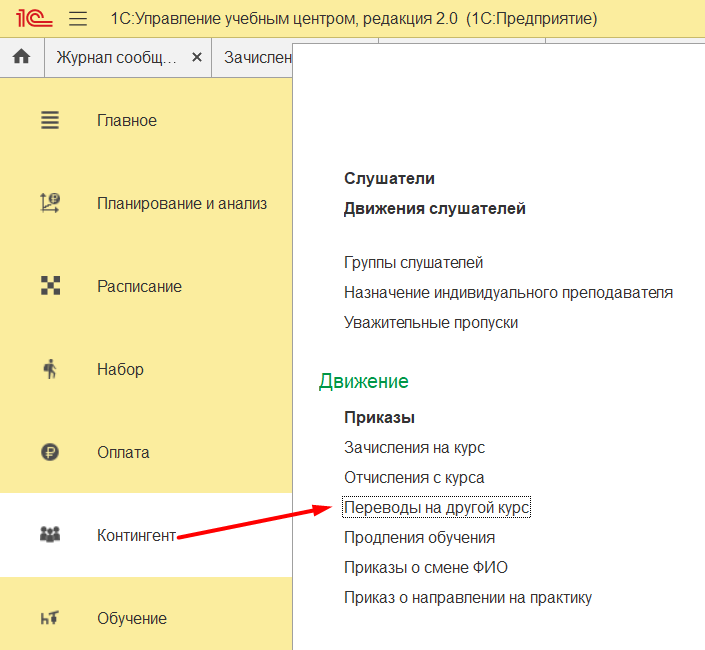 1С:Управление учебным центром, редакция 2.0 (1С:Предприятие)
Журнал сообщ... × Зачислен
Главное
Планирование и анализ
Расписание
Набор
Оплата
Контингент
Обучение
Слушатели
Движения слушателей
Группы слушателей
Назначение индивидуального преподавателя
Уважительные пропуски
Движение
Приказы
Зачисления на курс
Отчисления с курса
Переводы на другой курс
Продления обучения
Приказы о смене ФИО
Приказ о направлении на практику